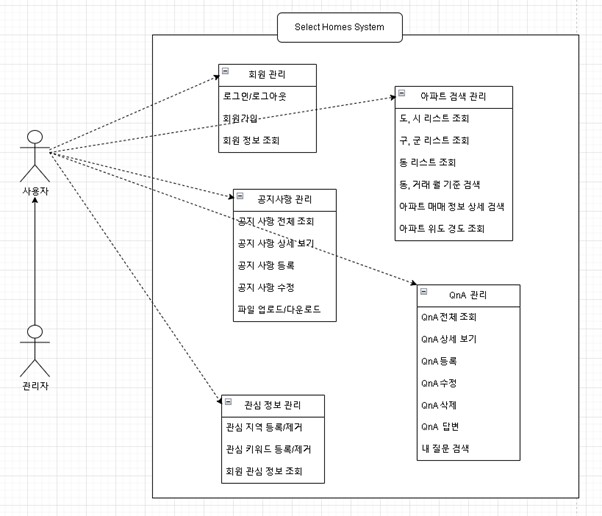 Select Homes System
회원 관리
로그인/로그아웃
회원가입
회원 정보 조회
아파트 검색 관리
도, 시 리스트 조회
구, 군 리스트 조회
동 리스트 조회
동, 거래 월 기준 검색
아파트 매매 정보 상세 검색
아파트 위도 경도 조회
사용자
공지사항 관리
공지 사항 전체 조회
공지 사항 상세 보기
공지 사항 등록
공지 사항 수정
파일 업로드/다운로드
QnA 관리
QnA 전체 조회
QnA 상세 보기
QnA 등록
QnA 수정
QnA 삭제
QnA 답변
내 질문 검색
관리자
관심 정보 관리
관심 지역 등록/제거
관심 키워드 등록/제거
회원 관심 정보 조회